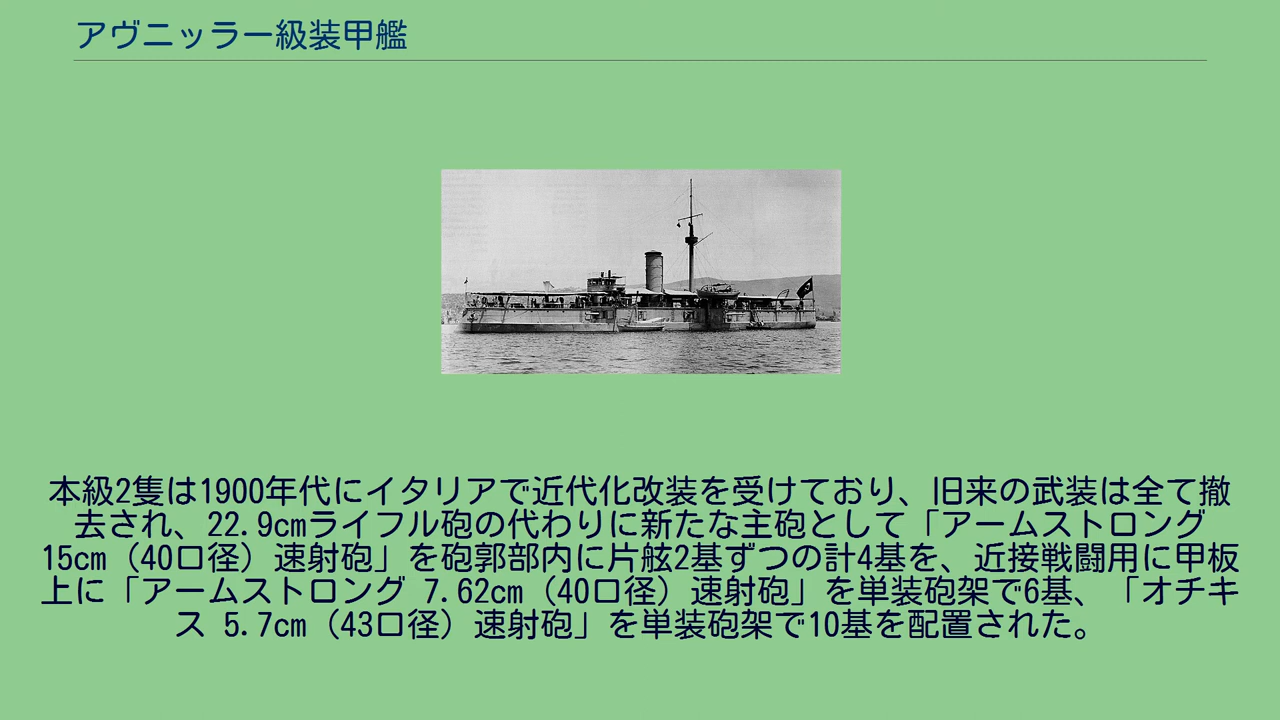 アヴニッラー級装甲艦
本級2隻は1900年代にイタリアで近代化改装を受けており、旧来の武装は全て撤
去され、22.9cmライフル砲の代わりに新たな主砲として「アームストロング
15cm（40口径）速射砲」を砲郭部内に片舷2基ずつの計4基を、近接戦闘用に甲板
上に「アームストロング 7.62cm（40口径）速射砲」を単装砲架で6基、「オチキ
ス 5.7cm（43口径）速射砲」を単装砲架で10基を配置された。